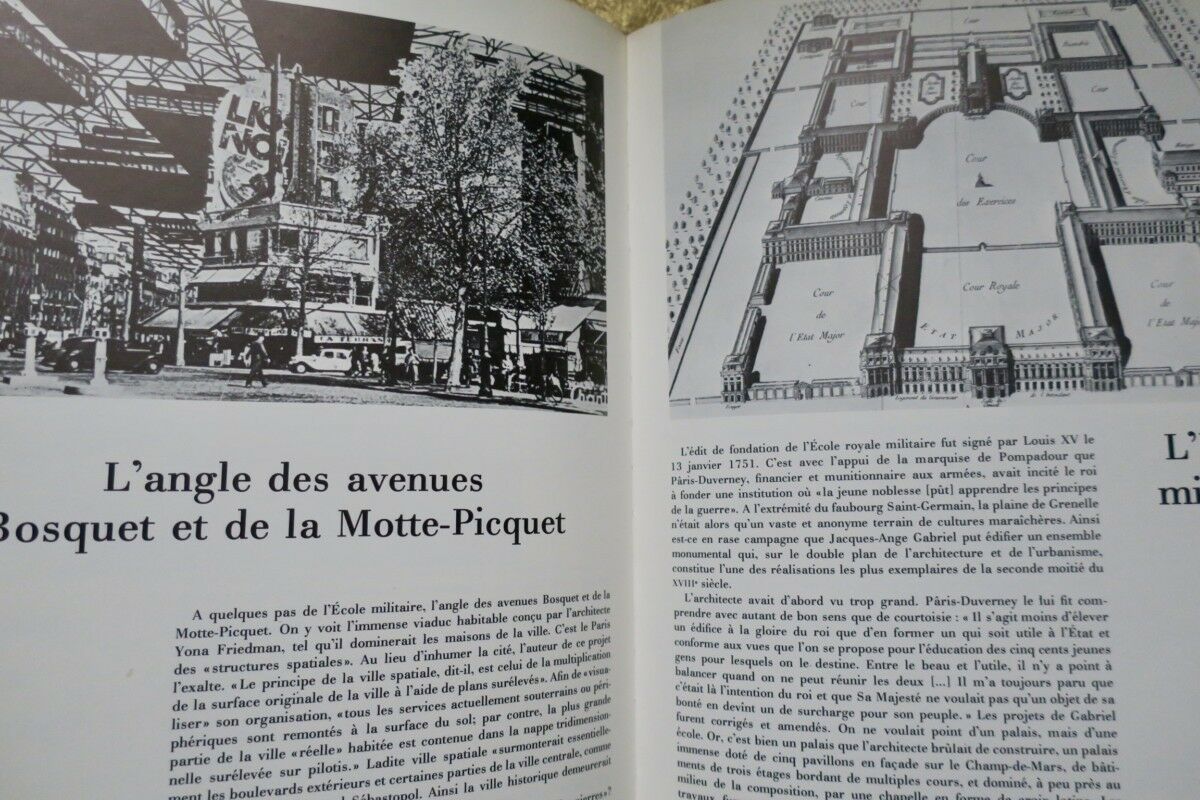 L'angle des avenues
Bosquet et de la Motte-Picquet
A quelques pas de l'École militaire, l'angle des avenues Bosquet et de la
Motte-Picquet. On y voit l'immense viaduc habitable conçu par l'architecte
Yona Friedman, tel qu'il dominerait les maisons de la ville. C'est le Paris
des «structures spatiales». Au lieu d'inhumer la cité, l'auteur de ce projet
l'exalte. «Le principe de la ville spatiale, dit-il, est celui de la multiplication
de la surface originale de la ville à l'aide de plans surélevés». Afin de «visua-
liser» son organisation, «tous les services actuellement souterrains ou péri-
phériques sont remontés à la surface du sol; par contre, la plus grande
partie de la ville «réelle» habitée est contenue dans la nappe tridimension-
nelle surélevée sur pilotis.» Ladite ville spatiale «surmonterait essentielle-
ment les boulevards extérieurs et certaines parties de la ville centrale, comme
Sébastopol. Ainsi la ville historique demeurerait
pierres»?
Cour
Cour
Cour
Cour
des Exercices
Cour
de
l'Etat Major
Cour Royale
Cour
de
l'Etat Major
ETAT MAJOR
L'édit de fondation de l'École royale militaire fut signé par Louis XV le
13 janvier 1751. C'est avec l'appui de la marquise de Pompadour que
Pâris-Duverney, financier et munitionnaire aux armées, avait incité le roi
à fonder une institution où «la jeune noblesse [pût] apprendre les principes
de la guerre». A l'extrémité du faubourg Saint-Germain, la plaine de Grenelle
n'était alors qu'un vaste et anonyme terrain de cultures maraîchères. Ainsi
est-ce en rase campagne que Jacques-Ange Gabriel put édifier un ensemble
monumental qui, sur le double plan de l'architecture et de l'urbanisme,
constitue l'une des réalisations les plus exemplaires de la seconde moitié du
XVIIIe siècle.
L'architecte avait d'abord vu trop grand. Pâris-Duverney le lui fit com-
prendre avec autant de bon sens que de courtoisie : « Il s'agit moins d'élever
un édifice à la gloire du roi que d'en former un qui soit utile à l'État et
conforme aux vues que l'on se propose pour l'éducation des cinq cents jeunes
gens pour lesquels on le destine. Entre le beau et l'utile, il n'y a point à
balancer quand on ne peut réunir les deux [...] Il m'a toujours paru que
c'était là l'intention du roi et que Sa Majesté ne voulait pas qu'un objet de sa
bonté en devînt un de surcharge pour son peuple. » Les projets de Gabriel
furent corrigés et amendés. On ne voulait point d'un palais, mais d'une
école. Or, c'est bien un palais que l'architecte brûlait de construire, un palais
immense doté de cinq pavillons en façade sur le Champ-de-Mars, de bâti-
ments de trois étages bordant de multiples cours, et dominé, à peu près au
milieu de la composition, par une chapelle en forme de croix latine.
L'
mi